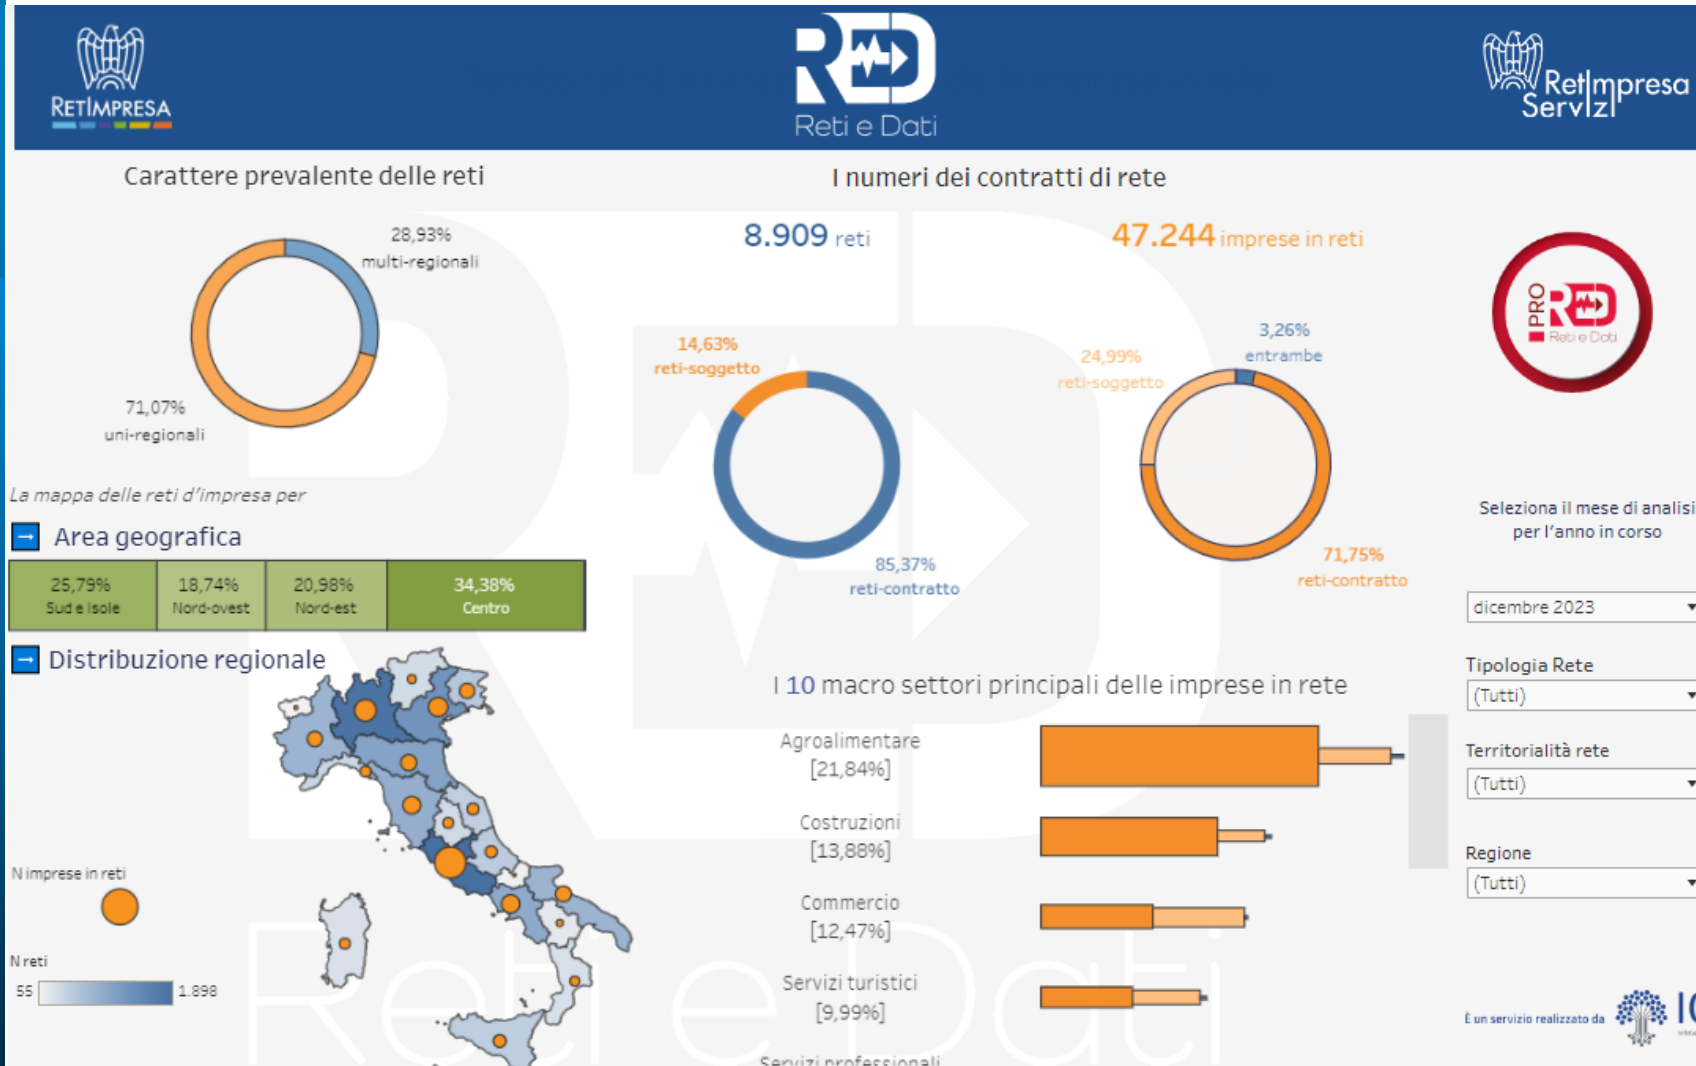 RETIMPRESA
RED
Reti e Dati
RetImpresa
Servizi
Carattere prevalente delle reti
28,93%
multi-regionali
71,07%
uni-regionali
I numeri dei contratti di rete
8.909 reti
47.244 imprese in reti
14,63%
reti-soggetto
85,37%
reti-contratto
3,26%
entrambe
24,99%
reti-soggetto
71,75%
reti-contratto
PRO
RED
Reti e Dati
La mappa delle reti d'impresa per
Area geografica
25,79%
Sud e Isole
18,74%
Nord-ovest
20,98%
Nord-est
34,38%
Centro
Distribuzione regionale
N imprese in reti
N reti
55
1.898
I 10 macro settori principali delle imprese in rete
Agroalimentare
[21,84%]
Costruzioni
[13,88%]
Commercio
[12,47%]
Servizi turistici
[9,99%]
Servizi professionali
Seleziona il mese di analisi
per l'anno in corso
dicembre 2023
Tipologia Rete
(Tutti)
Territorialità rete
(Tutti)
Regione
(Tutti)
È un servizio realizzato da
Reti e Dati